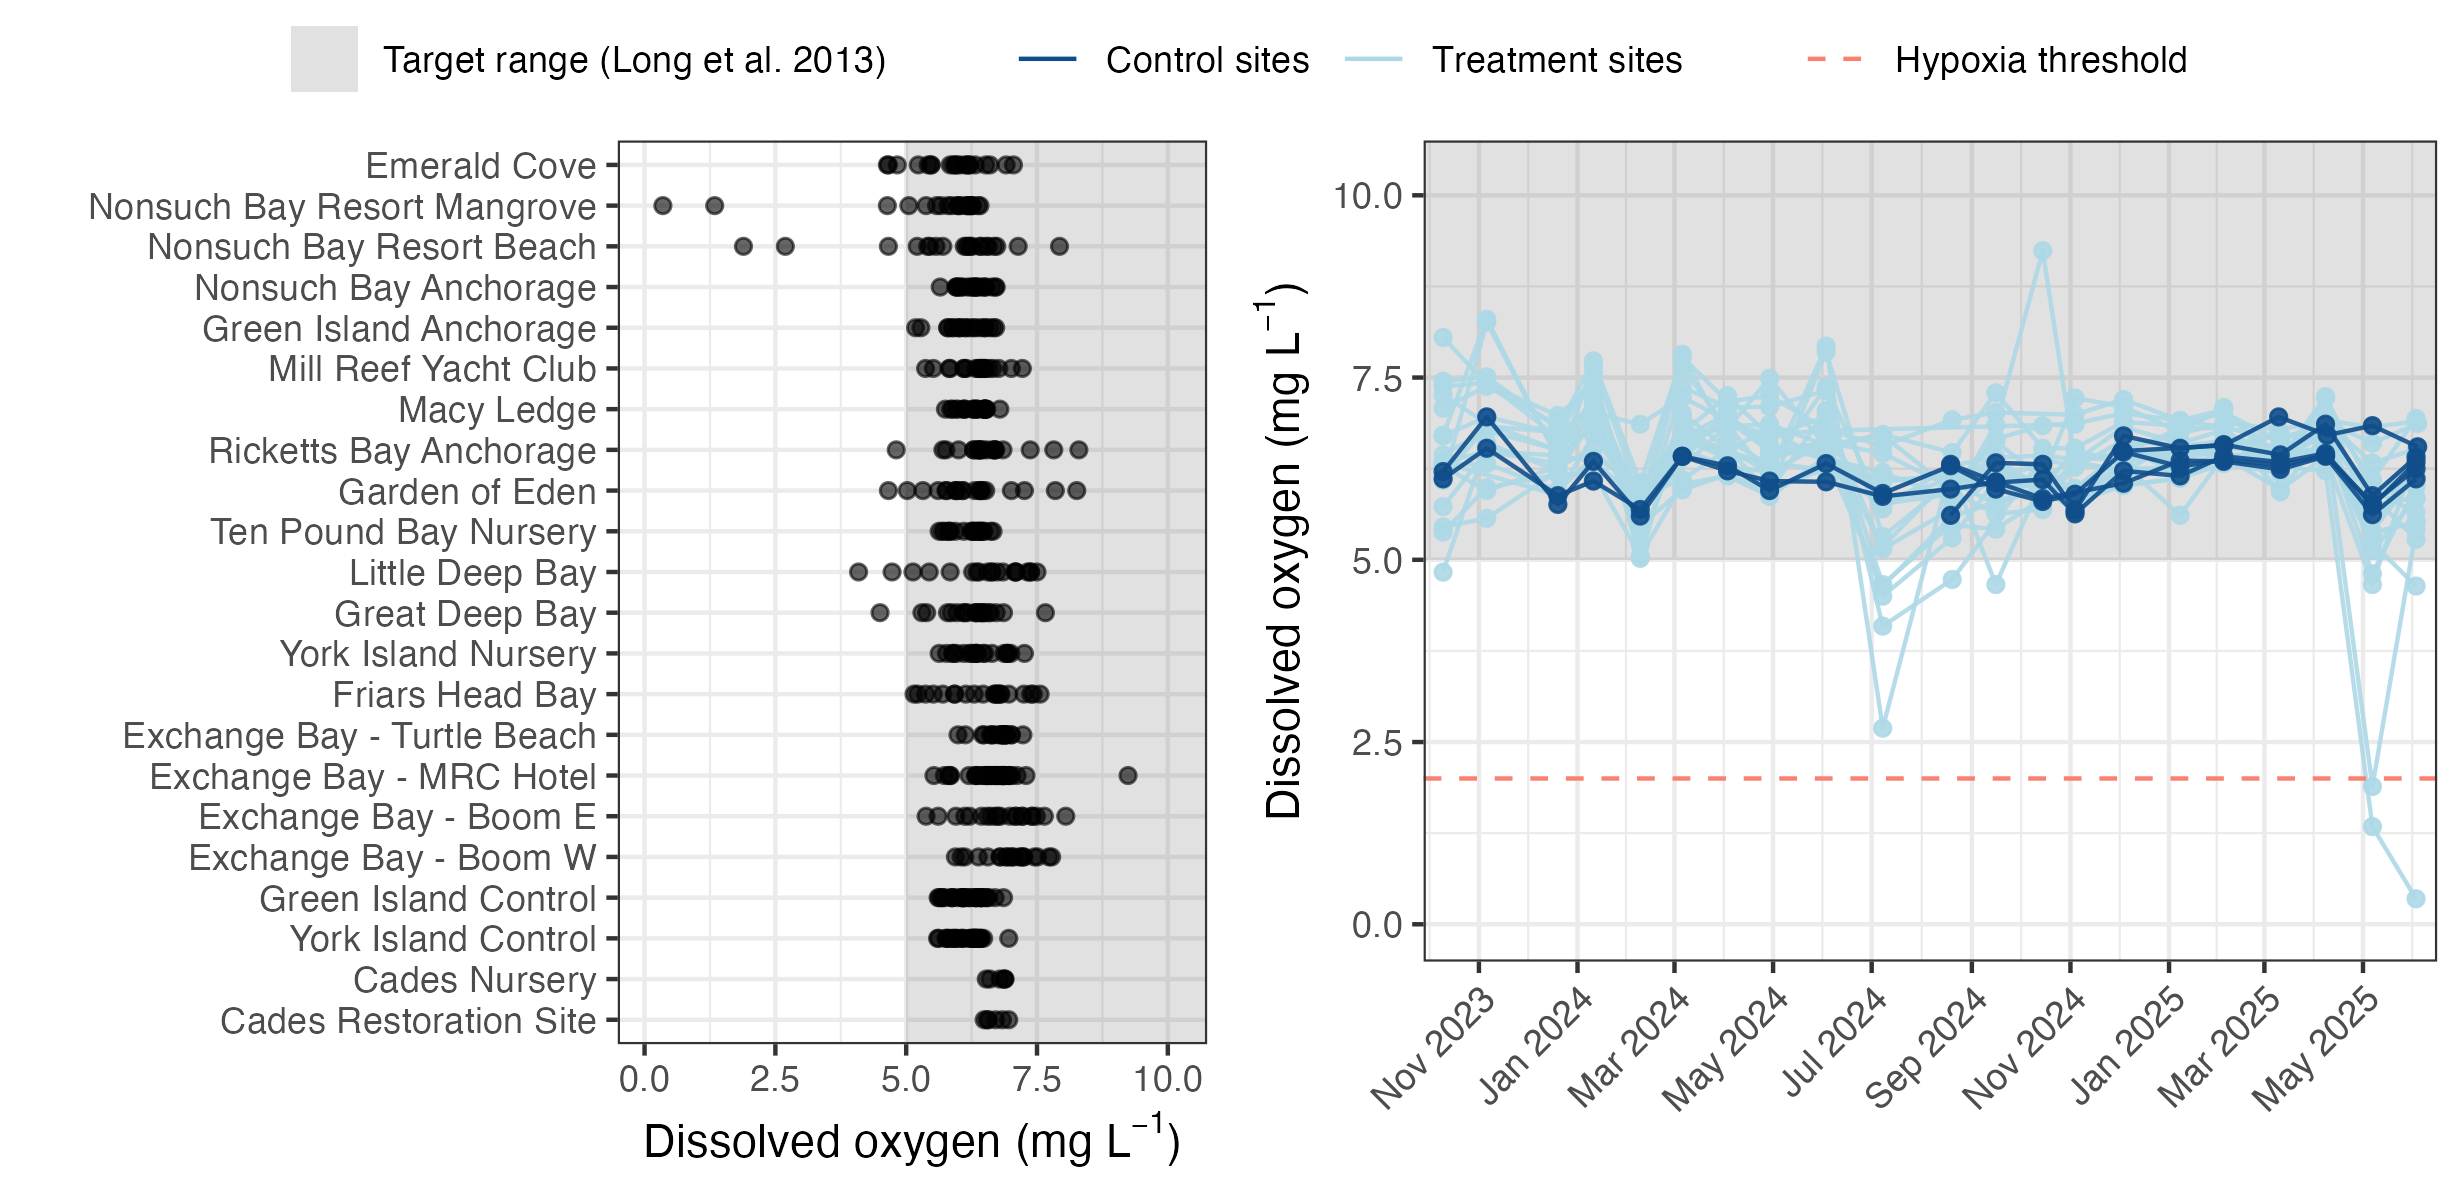 Target range (Long et al. 2013)
Control sites
Treatment sites
Hypoxia threshold
Emerald Cove
Nonsuch Bay Resort Mangrove
Nonsuch Bay Resort Beach
Nonsuch Bay Anchorage
Green Island Anchorage
Mill Reef Yacht Club
Macy Ledge
Ricketts Bay Anchorage
Garden of Eden
Ten Pound Bay Nursery
Little Deep Bay
Great Deep Bay
York Island Nursery
Friars Head Bay
Exchange Bay - Turtle Beach
Exchange Bay - MRC Hotel
Exchange Bay - Boom E
Exchange Bay - Boom W
Green Island Control
York Island Control
Cades Nursery
Cades Restoration Site
0.0 2.5 5.0 7.5 10.0
Dissolved oxygen (mg L⁻¹)
Dissolved oxygen (mg L⁻¹)
10.0
7.5
5.0
2.5
0.0
Nov 2023
Jan 2024
Mar 2024
May 2024
Jul 2024
Sep 2024
Nov 2024
Jan 2025
Mar 2025
May 2025